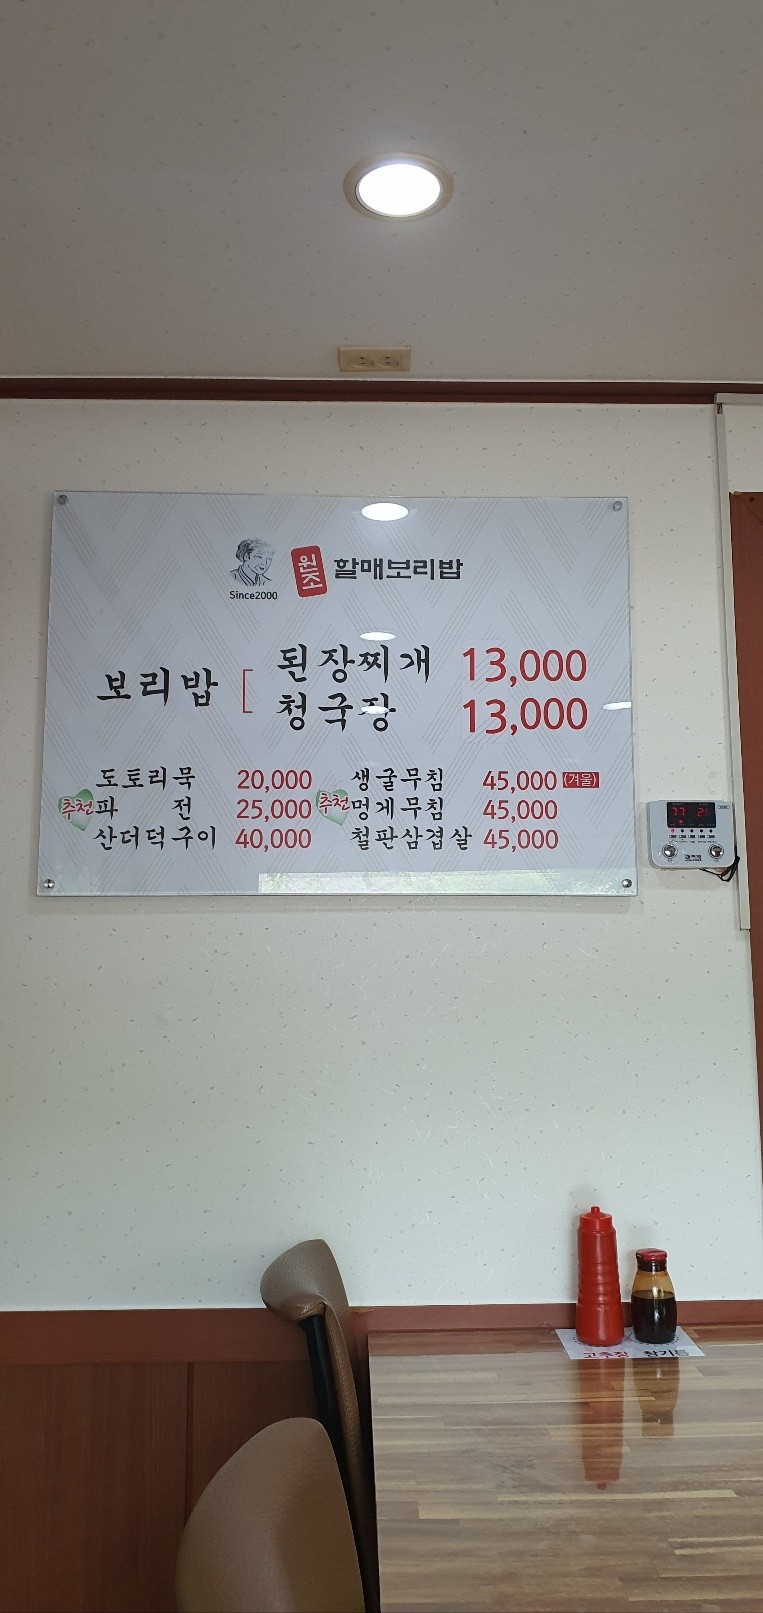 Since2000
원조 할매보리밥
보리밥 된장찌개 13,000
청국장 13,000
도토리묵 20,000 생굴무침 45,000 (겨울)
추천 파 전 25,000 추천 멍게무침 45,000
산더덕구이 40,000 철판삼겹살 45,000
77
고추장 참기름